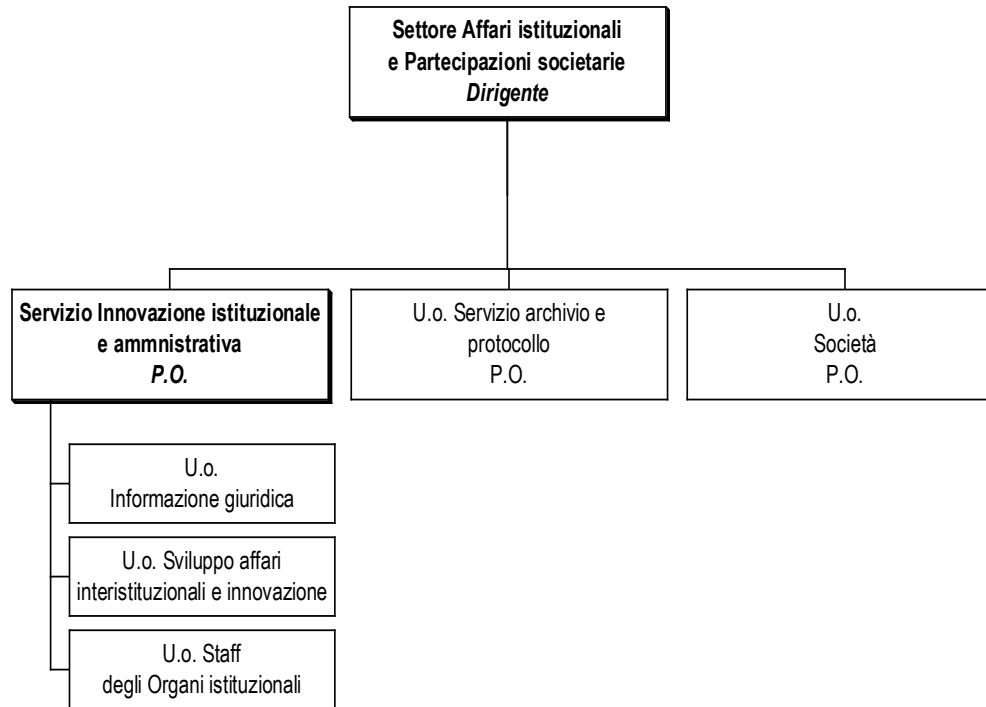 Settore Affari istituzionali
e Partecipazioni societarie
Dirigente
Servizio Innovazione istituzionale
e ammnistrativa
P.O.
U.o. Servizio archivio e
protocollo
P.O.
U.o.
Società
P.O.
U.o.
Informazione giuridica
U.o. Sviluppo affari
interistituzionali e innovazione
U.o. Staff
degli Organi istituzionali